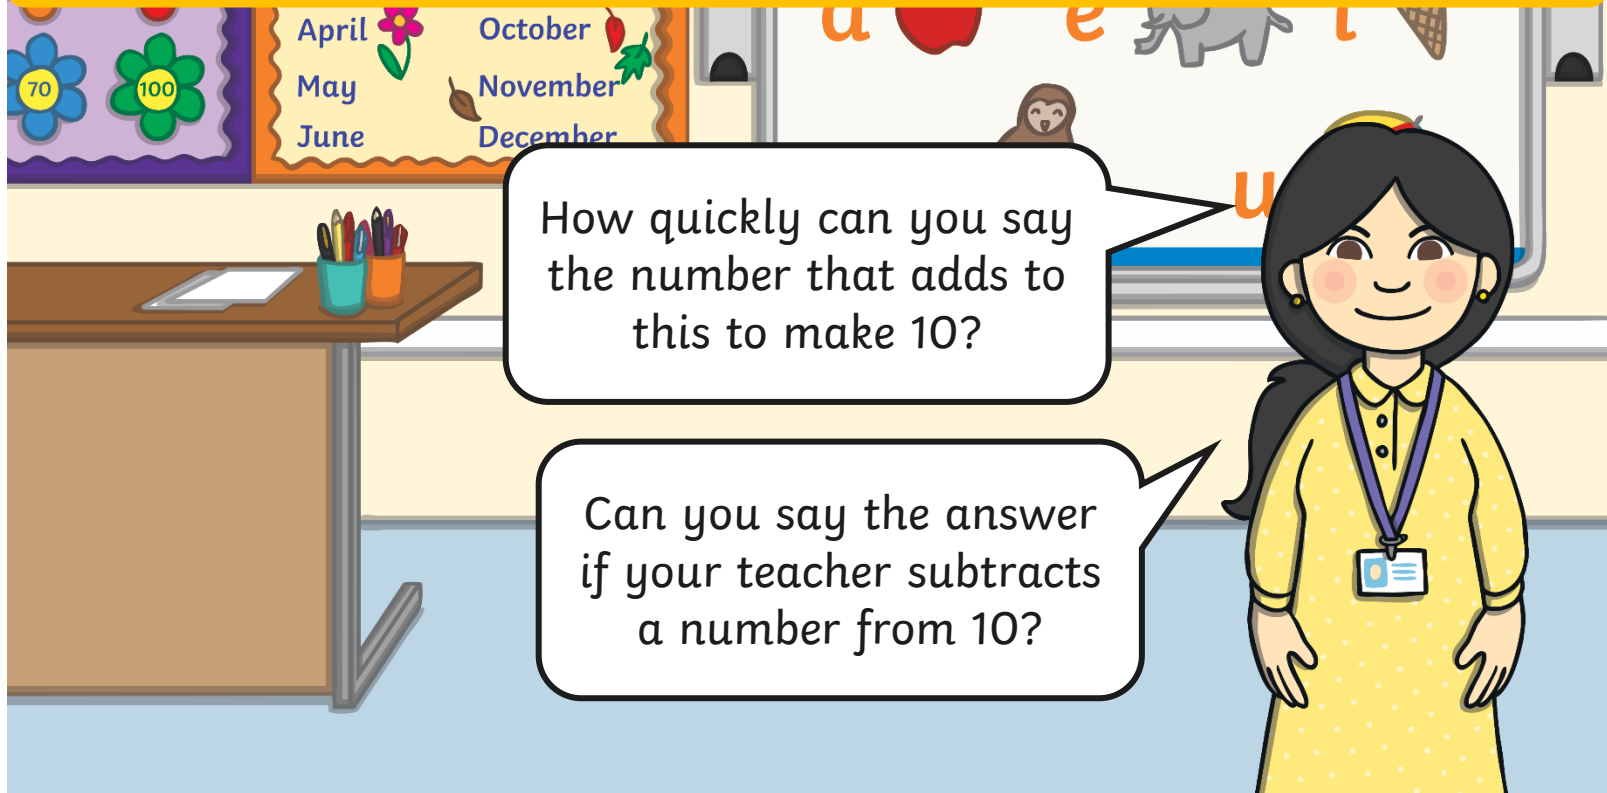 70
100
April
May
June
October
November
December
a
e
i
u
How quickly can you say
the number that adds to
this to make 10?
Can you say the answer
if your teacher subtracts
a number from 10?